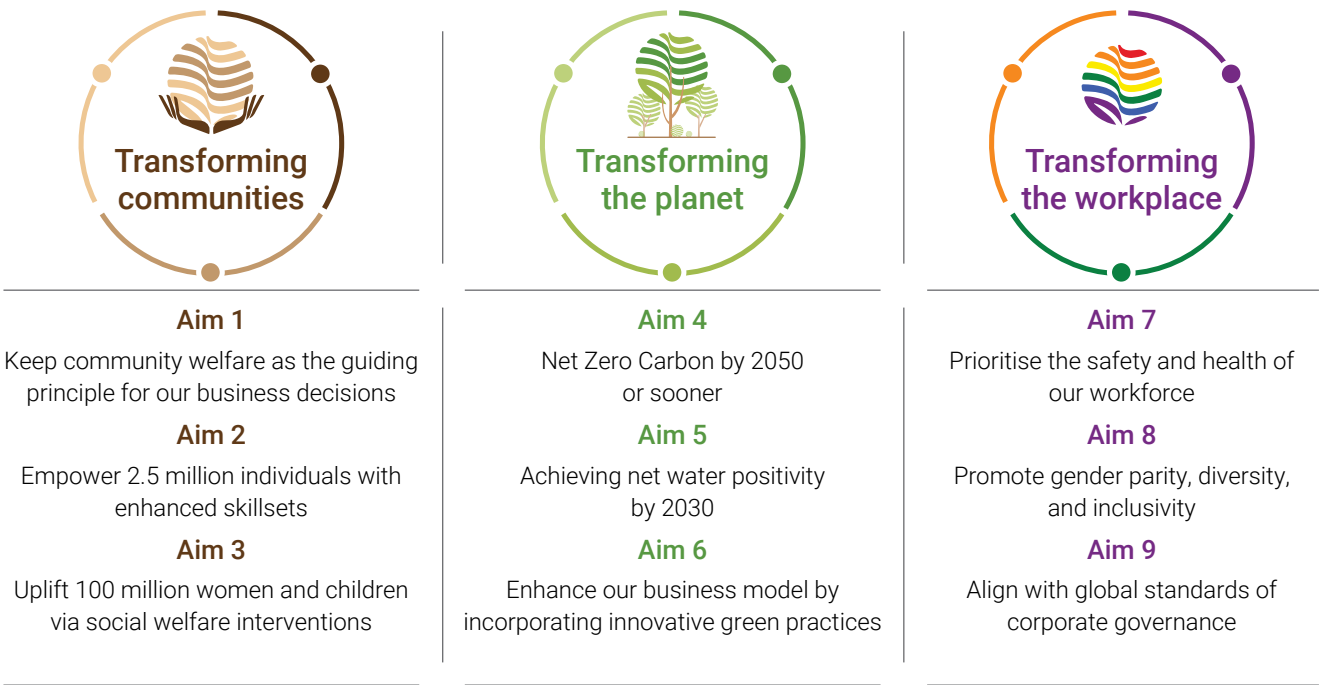 Transforming
communities
Aim 1
Keep community welfare as the guiding
principle for our business decisions
Aim 2
Empower 2.5 million individuals with
enhanced skillsets
Aim 3
Uplift 100 million women and children
via social welfare interventions
Transforming
the planet
Aim 4
Net Zero Carbon by 2050
or sooner
Aim 5
Achieving net water positivity
by 2030
Aim 6
Enhance our business model by
incorporating innovative green practices
Transforming
the workplace
Aim 7
Prioritise the safety and health of
our workforce
Aim 8
Promote gender parity, diversity,
and inclusivity
Aim 9
Align with global standards of
corporate governance